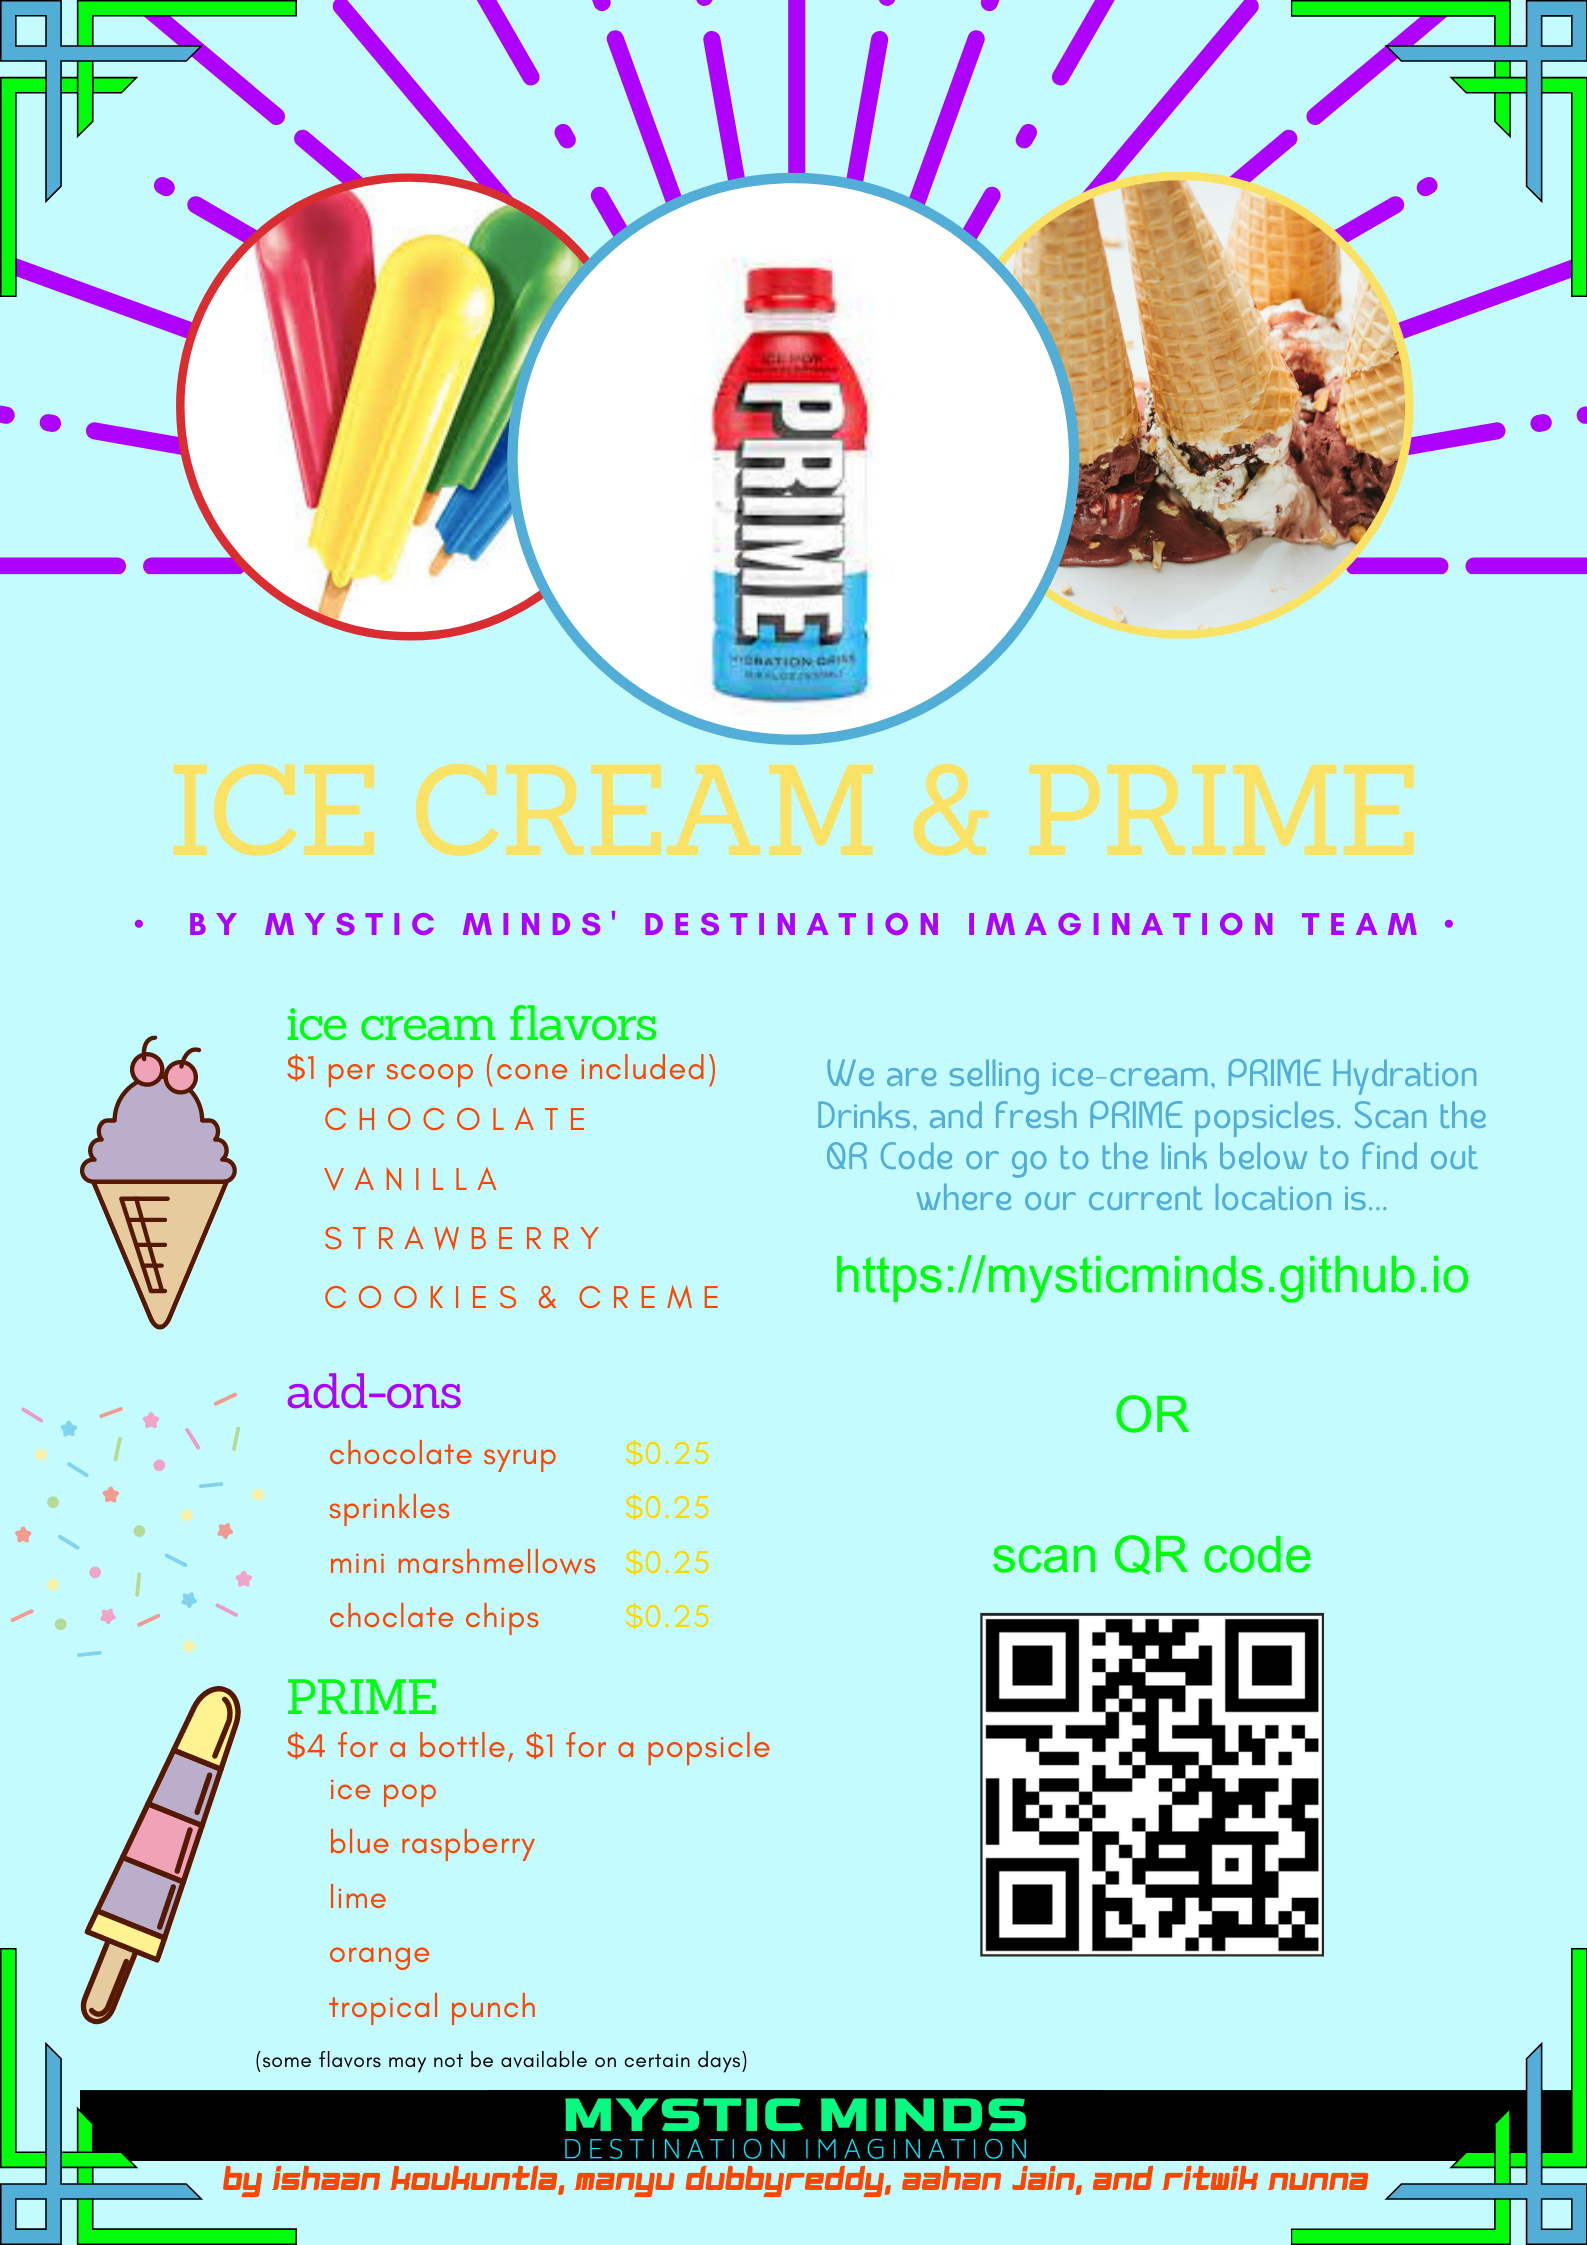 ICE POP
PRIME
HYDRATION DRINK
ICE CREAM & PRIME
• BY MYSTIC MINDS' DESTINATION IMAGINATION TEAM •
ice cream flavors
$1 per scoop (cone included)
CHOCOLATE
VANILLA
STRAWBERRY
COOKIES & CREME
add-ons
chocolate syrup $0.25
sprinkles $0.25
mini marshmellows $0.25
choclate chips $0.25
PRIME
$4 for a bottle, $1 for a popsicle
ice pop
blue raspberry
lime
orange
tropical punch
(some flavors may not be available on certain days)
We are selling ice-cream, PRIME Hydration
Drinks, and fresh PRIME popsicles. Scan the
QR Code or go to the link below to find out
where our current location is...
https://mysticminds.github.io
OR
scan QR code
MYSTIC MINDS
DESTINATION IMAGINATION
by ishaan koukuntla, manyu dubbyreddy, aahan jain, and ritwik nunna